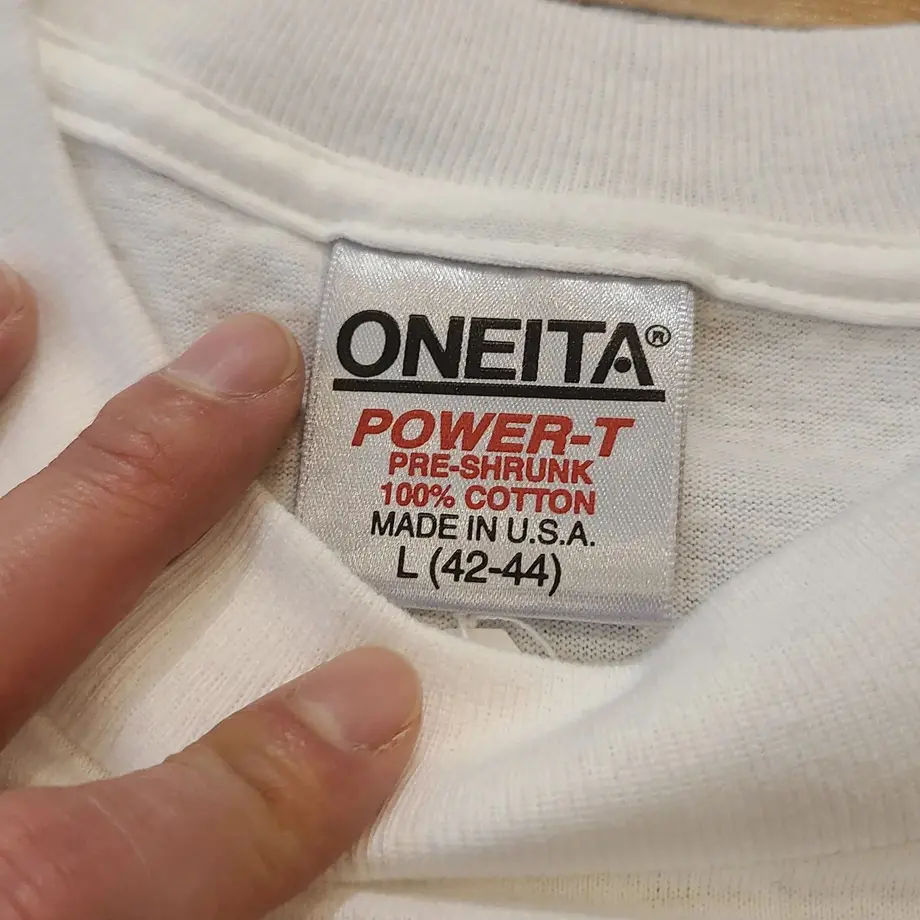 ONEITA®
POWER-T
PRE-SHRUNK
100% COTTON
MADE IN U.S.A.
L (42-44)